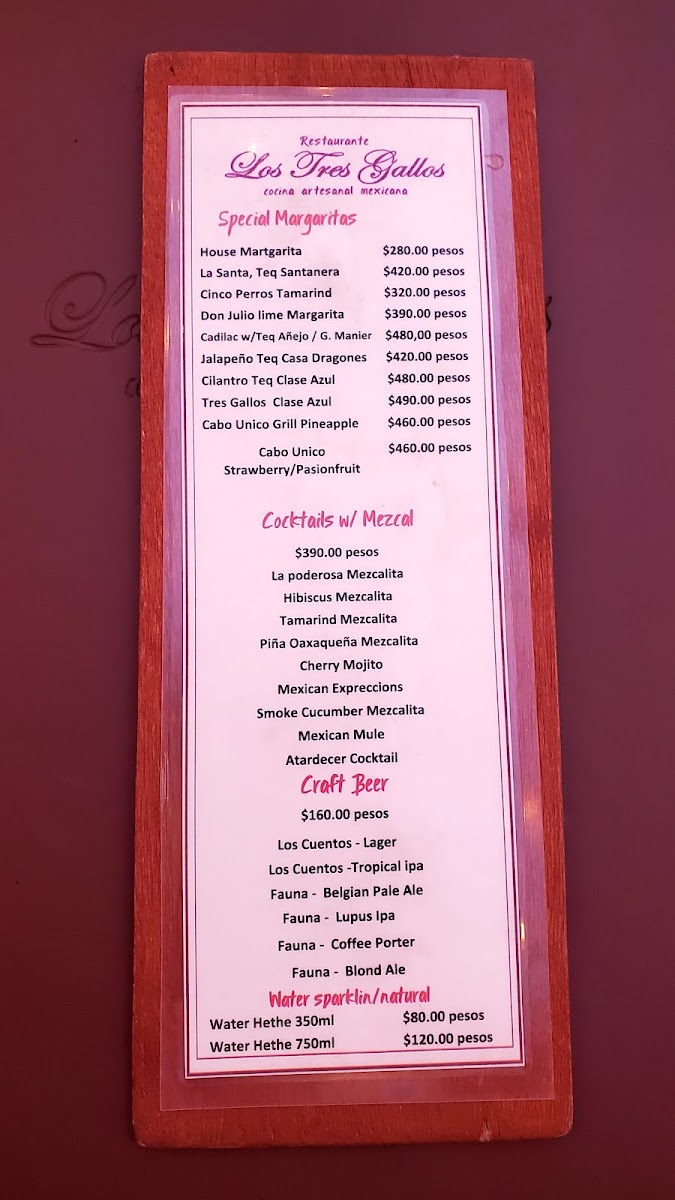 Restaurante
Los Tres Gallos
cocina artesanal mexicana
Special Margaritas
House Martgarita $280.00 pesos
La Santa, Teq Santanera $420.00 pesos
Cinco Perros Tamarind $320.00 pesos
Don Julio lime Margarita $390.00 pesos
Cadilac w/Teq Añejo / G. Manier $480,00 pesos
Jalapeño Teq Casa Dragones $420.00 pesos
Cilantro Teq Clase Azul $480.00 pesos
Tres Gallos Clase Azul $490.00 pesos
Cabo Unico Grill Pineapple $460.00 pesos
Cabo Unico $460.00 pesos
Strawberry/Pasionfruit
Cocktails w/ Mezcal
$390.00 pesos
La poderosa Mezcalita
Hibiscus Mezcalita
Tamarind Mezcalita
Piña Oaxaqueña Mezcalita
Cherry Mojito
Mexican Expreccions
Smoke Cucumber Mezcalita
Mexican Mule
Atardecer Cocktail
Craft Beer
$160.00 pesos
Los Cuentos - Lager
Los Cuentos -Tropical ipa
Fauna - Belgian Pale Ale
Fauna - Lupus Ipa
Fauna - Coffee Porter
Fauna - Blond Ale
Water sparklin/natural
Water Hethe 350ml $80.00 pesos
Water Hethe 750ml $120.00 pesos